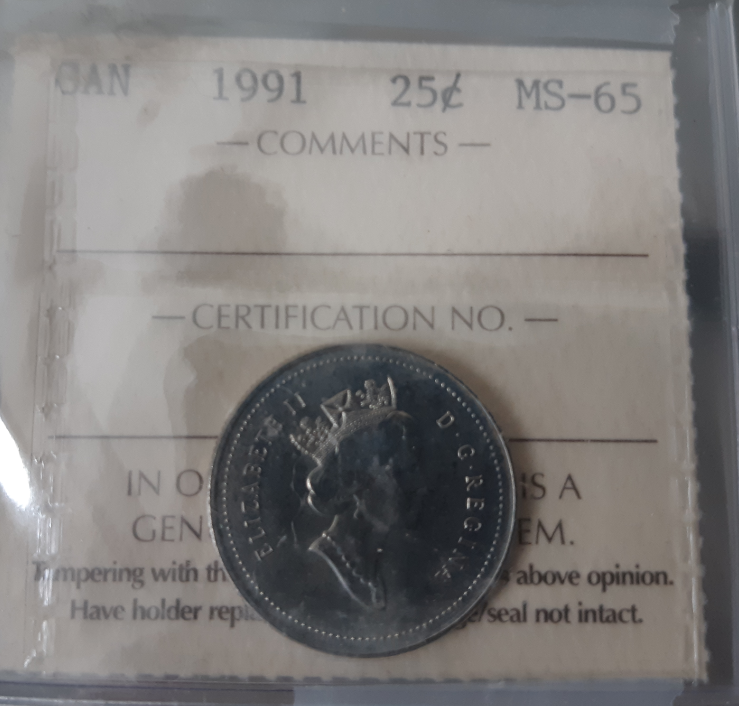 CAN 1991 25¢ MS-65
— COMMENTS —
— CERTIFICATION NO. —
IN O IS A
GEN EM.
Tampering with th above opinion.
Have holder repl e/seal not intact.
ELIZABETH II D·G·REGINA